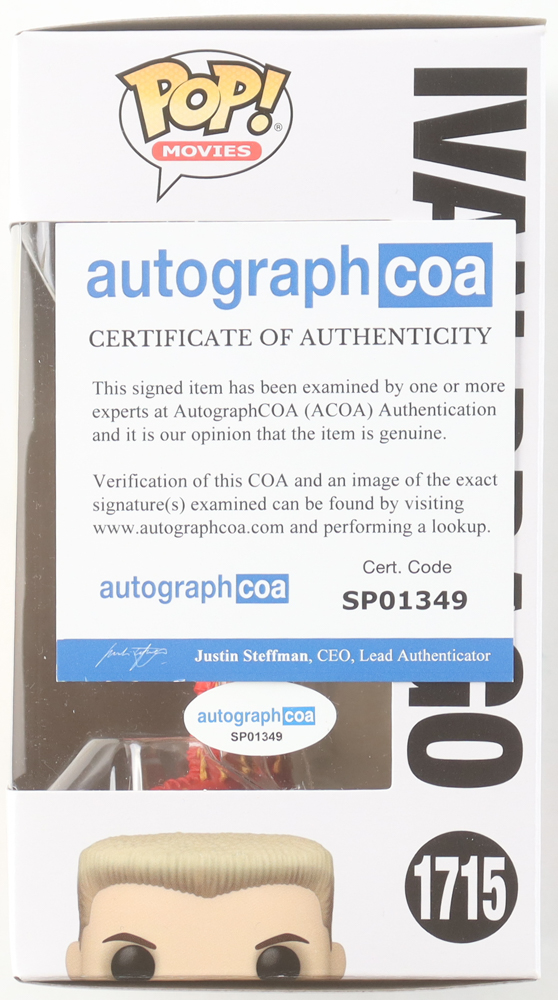 POP!®
MOVIES
IVAN DRAGO
autographcoa
CERTIFICATE OF AUTHENTICITY
This signed item has been examined by one or more
experts at AutographCOA (ACOA) Authentication
and it is our opinion that the item is genuine.
Verification of this COA and an image of the exact
signature(s) examined can be found by visiting
www.autographcoa.com and performing a lookup.
Cert. Code
autographcoa
SP01349
Justin Steffman, CEO, Lead Authenticator
autographcoa
SP01349
1715